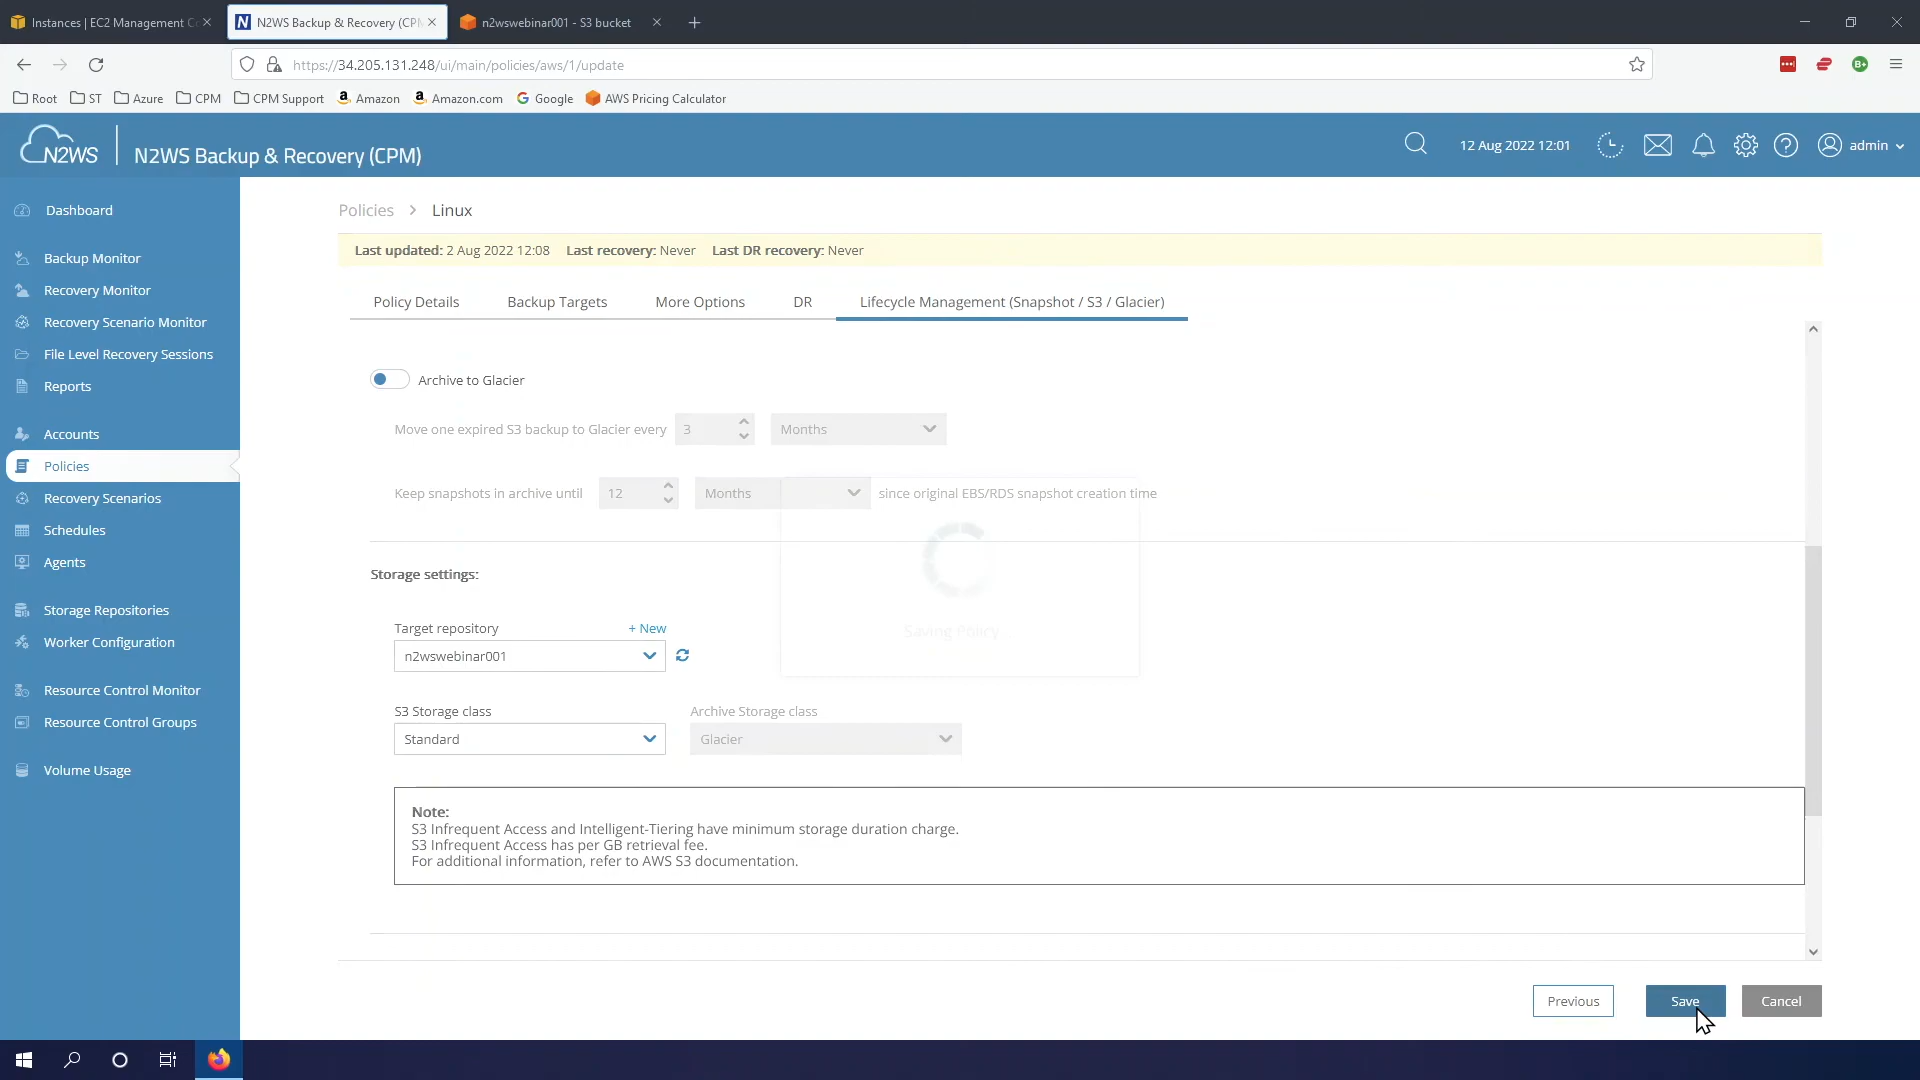 Instances | EC2 Management Co
N2WS Backup & Recovery (CPM
n2wswebinar001 - S3 bucket
https://34.205.131.248/ui/main/policies/aws/1/update
Root
ST
Azure
CPM
CPM Support
Amazon
Amazon.com
Google
AWS Pricing Calculator
N2WS
N2WS Backup & Recovery (CPM)
12 Aug 2022 12:01
admin
Dashboard
Backup Monitor
Recovery Monitor
Recovery Scenario Monitor
File Level Recovery Sessions
Reports
Accounts
Policies
Recovery Scenarios
Schedules
Agents
Storage Repositories
Worker Configuration
Resource Control Monitor
Resource Control Groups
Volume Usage
Policies > Linux
Last updated: 2 Aug 2022 12:08 Last recovery: Never Last DR recovery: Never
Policy Details
Backup Targets
More Options
DR
Lifecycle Management (Snapshot / S3 / Glacier)
Archive to Glacier
Move one expired S3 backup to Glacier every 3 Months
Keep snapshots in archive until 12 Months since original EBS/RDS snapshot creation time
Saving Policy
Storage settings:
Target repository + New
n2wswebinar001
S3 Storage class
Standard
Archive Storage class
Glacier
Note:
S3 Infrequent Access and Intelligent-Tiering have minimum storage duration charge.
S3 Infrequent Access has per GB retrieval fee.
For additional information, refer to AWS S3 documentation.
Previous
Save
Cancel